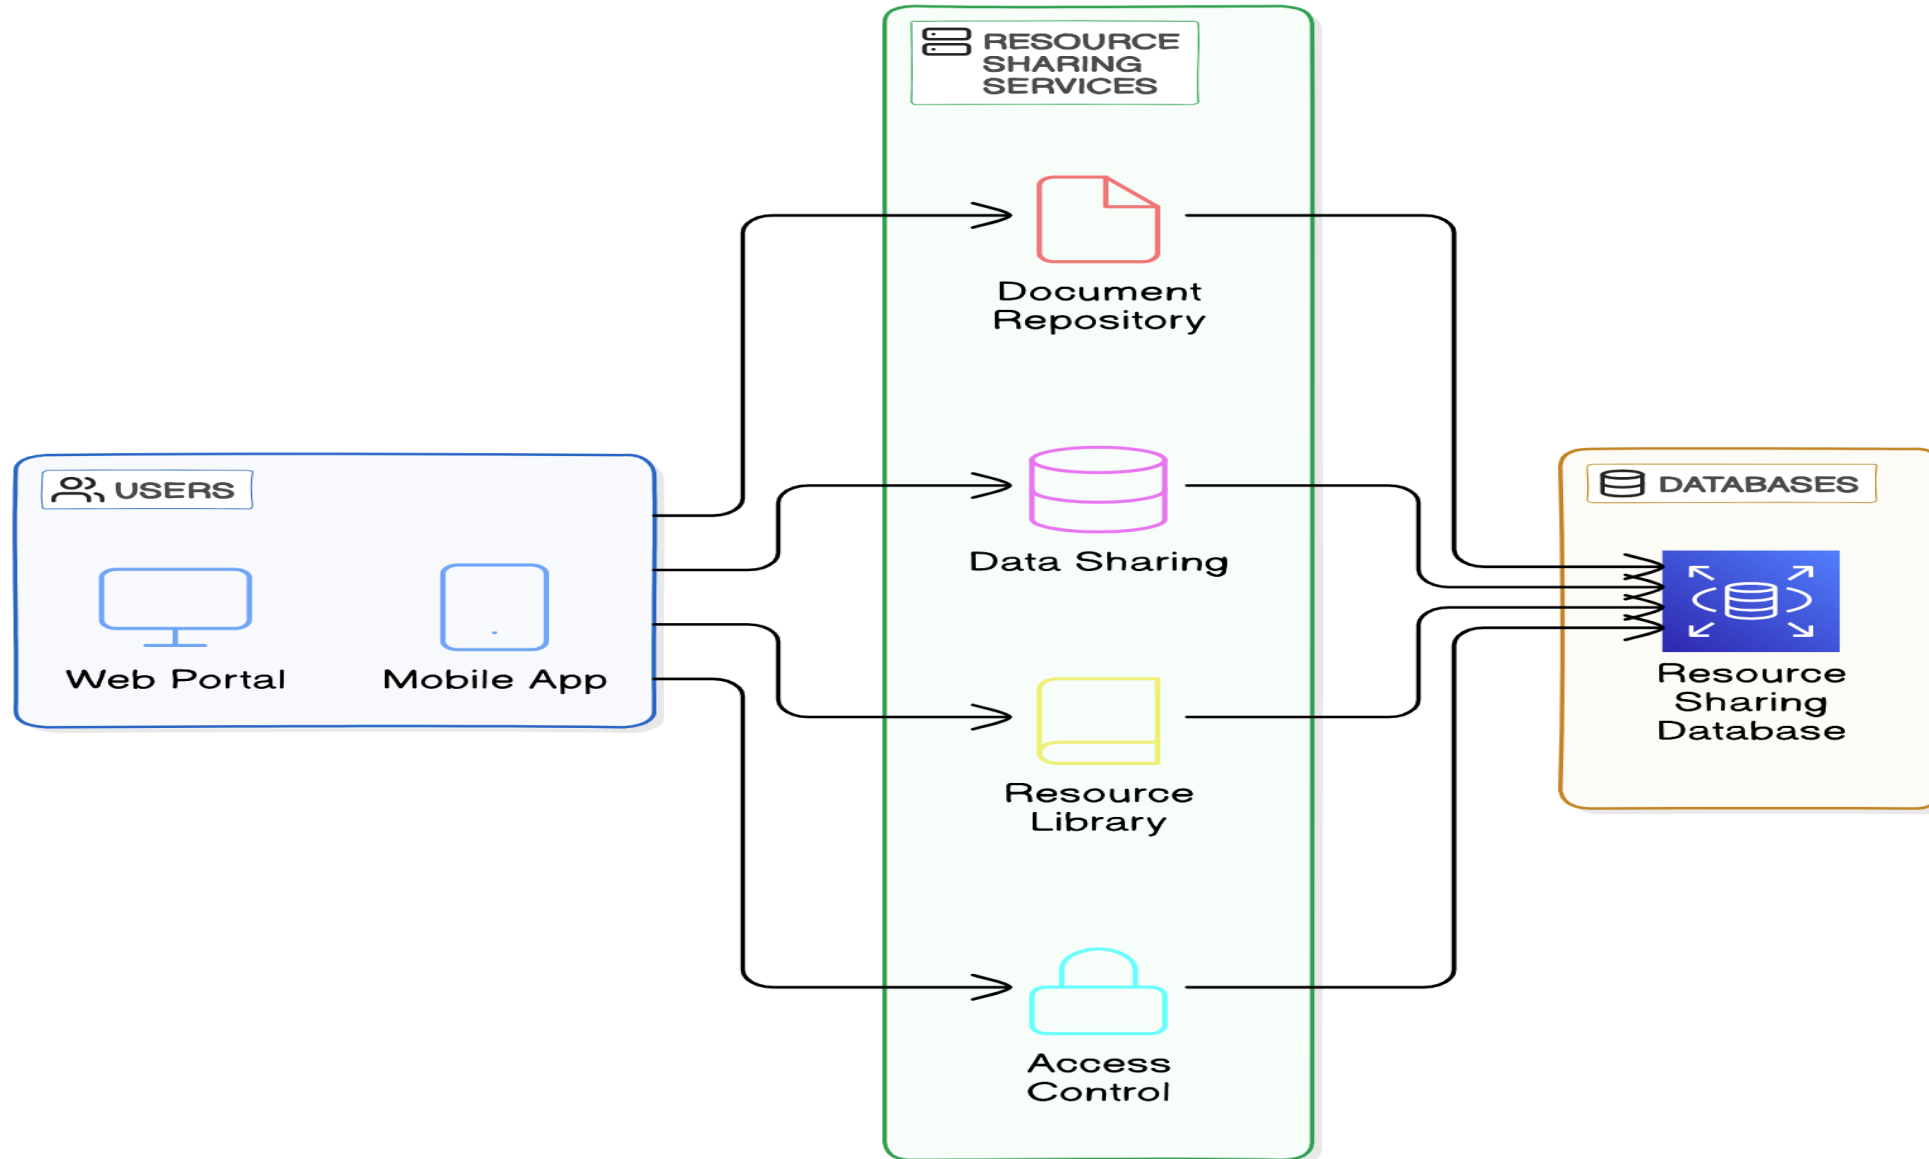 RESOURCE
SHARING
SERVICES
Document
Repository
USERS
Web Portal
Mobile App
Data Sharing
DATABASES
Resource
Sharing
Database
Resource
Library
Access
Control